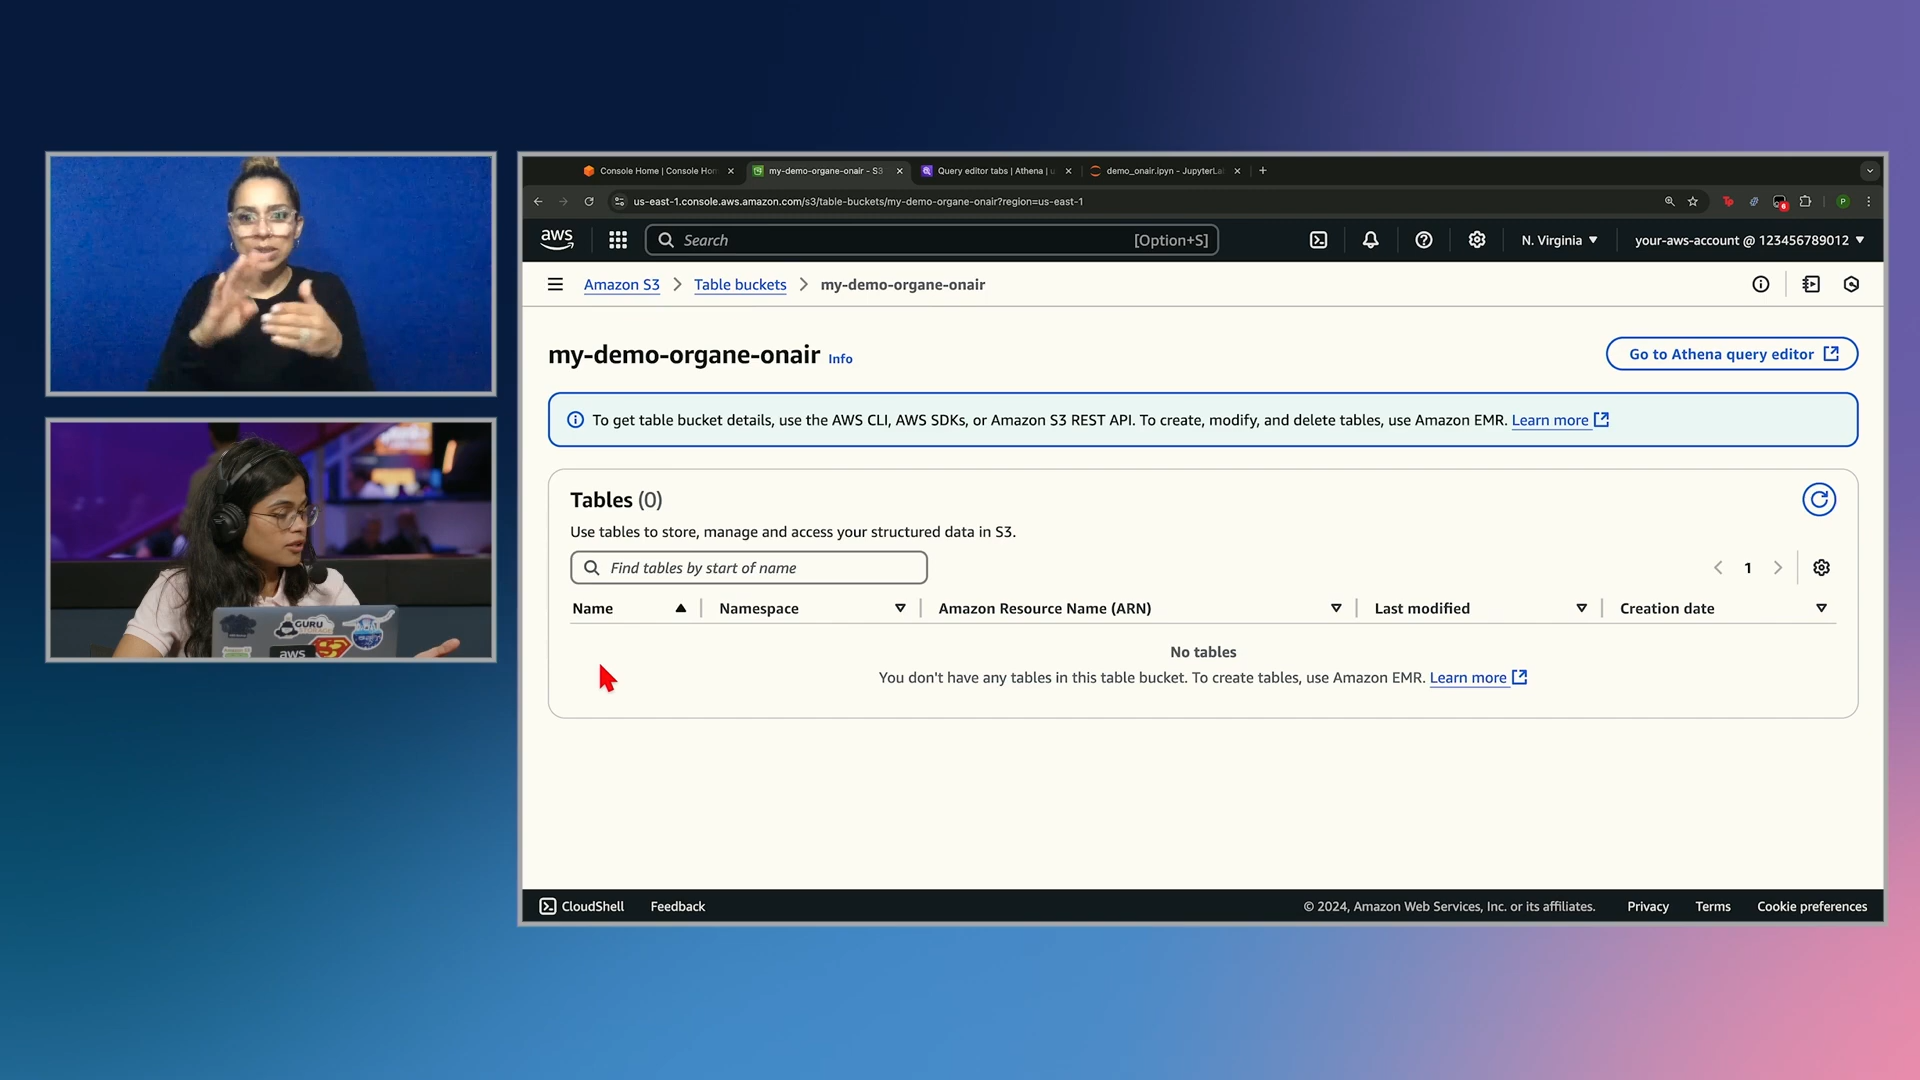 Console Home | Console Hom
my-demo-organe-onair - S3
Query editor tabs | Athena | u
demo_onair.ipyn - JupyterLa
us-east-1.console.aws.amazon.com/s3/table-buckets/my-demo-organe-onair?region=us-east-1
P
6
aws
Search
[Option+S]
N. Virginia
your-aws-account @ 123456789012
Amazon S3
Table buckets
my-demo-organe-onair
my-demo-organe-onair
Info
Go to Athena query editor
To get table bucket details, use the AWS CLI, AWS SDKs, or Amazon S3 REST API. To create, modify, and delete tables, use Amazon EMR. Learn more
Tables (0)
Use tables to store, manage and access your structured data in S3.
Find tables by start of name
1
Name
Namespace
Amazon Resource Name (ARN)
Last modified
Creation date
No tables
You don't have any tables in this table bucket. To create tables, use Amazon EMR. Learn more
GURU
aws
CloudShell
Feedback
© 2024, Amazon Web Services, Inc. or its affiliates.
Privacy
Terms
Cookie preferences